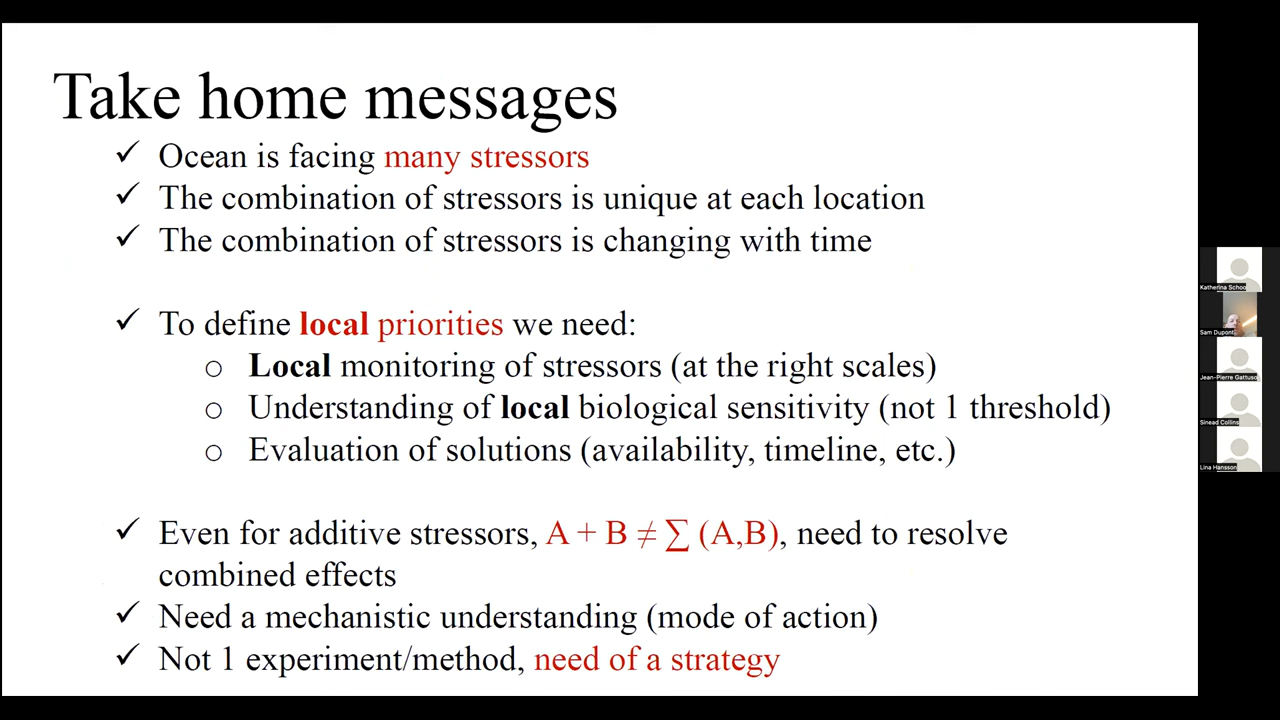 Take home messages
✓ Ocean is facing many stressors
✓ The combination of stressors is unique at each location
✓ The combination of stressors is changing with time
✓ To define local priorities we need:
o Local monitoring of stressors (at the right scales)
o Understanding of local biological sensitivity (not 1 threshold)
o Evaluation of solutions (availability, timeline, etc.)
✓ Even for additive stressors, A + B ≠ ∑ (A,B), need to resolve
combined effects
✓ Need a mechanistic understanding (mode of action)
✓ Not 1 experiment/method, need of a strategy
Katherina Schoo
Sam Dupont
Jean-Pierre Gattuso
Sinead Collins
Lina Hansson